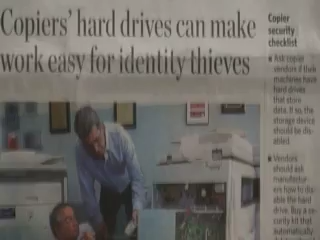 Copiers' hard drives can make
work easy for identity thieves
Copier
security
checklist
■ Ask copier
vendors if their
machines have
hard drives
that store
data. If so, the
storage device
should be dis-
abled.
■ Vendors
should ask
manufactur-
ers how to dis-
able the hard
drive. Buy a se-
curity kit that
automatically